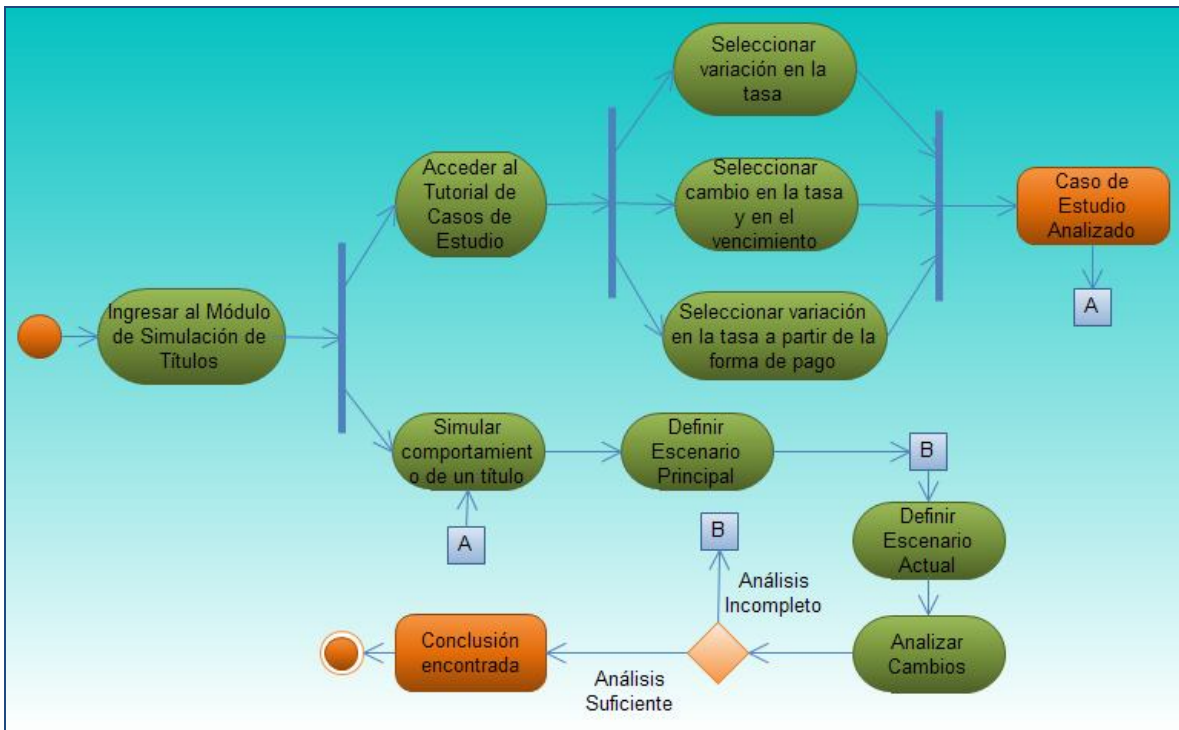 Seleccionar
variación en la
tasa
Acceder al
Tutorial de
Casos de
Estudio
Seleccionar
cambio en la tasa
y en el
vencimiento
Caso de
Estudio
Analizado
A
Ingresar al Módulo
de Simulación de
Títulos
Seleccionar variación
en la tasa a partir de la
forma de pago
Simular
comportamient
o de un título
Definir
Escenario
Principal
B
A
B
Definir
Escenario
Actual
Análisis
Incompleto
Conclusión
encontrada
Análisis
Suficiente
Analizar
Cambios